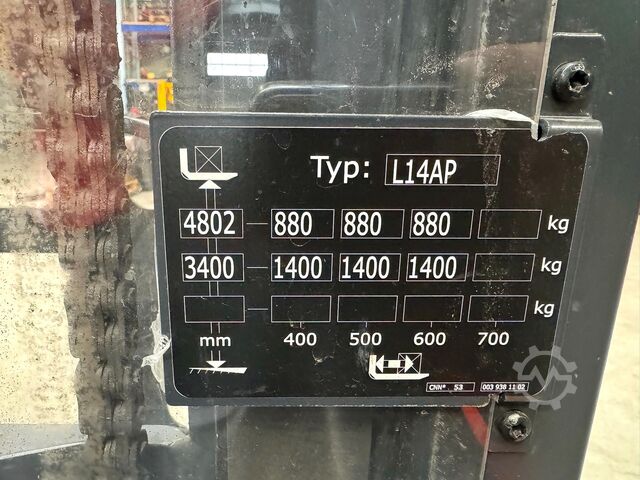 Typ: L14AP
4802 880 880 880 kg
3400 1400 1400 1400 kg
kg
mm 400 500 600 700
CNN° 53 003 938 11 02